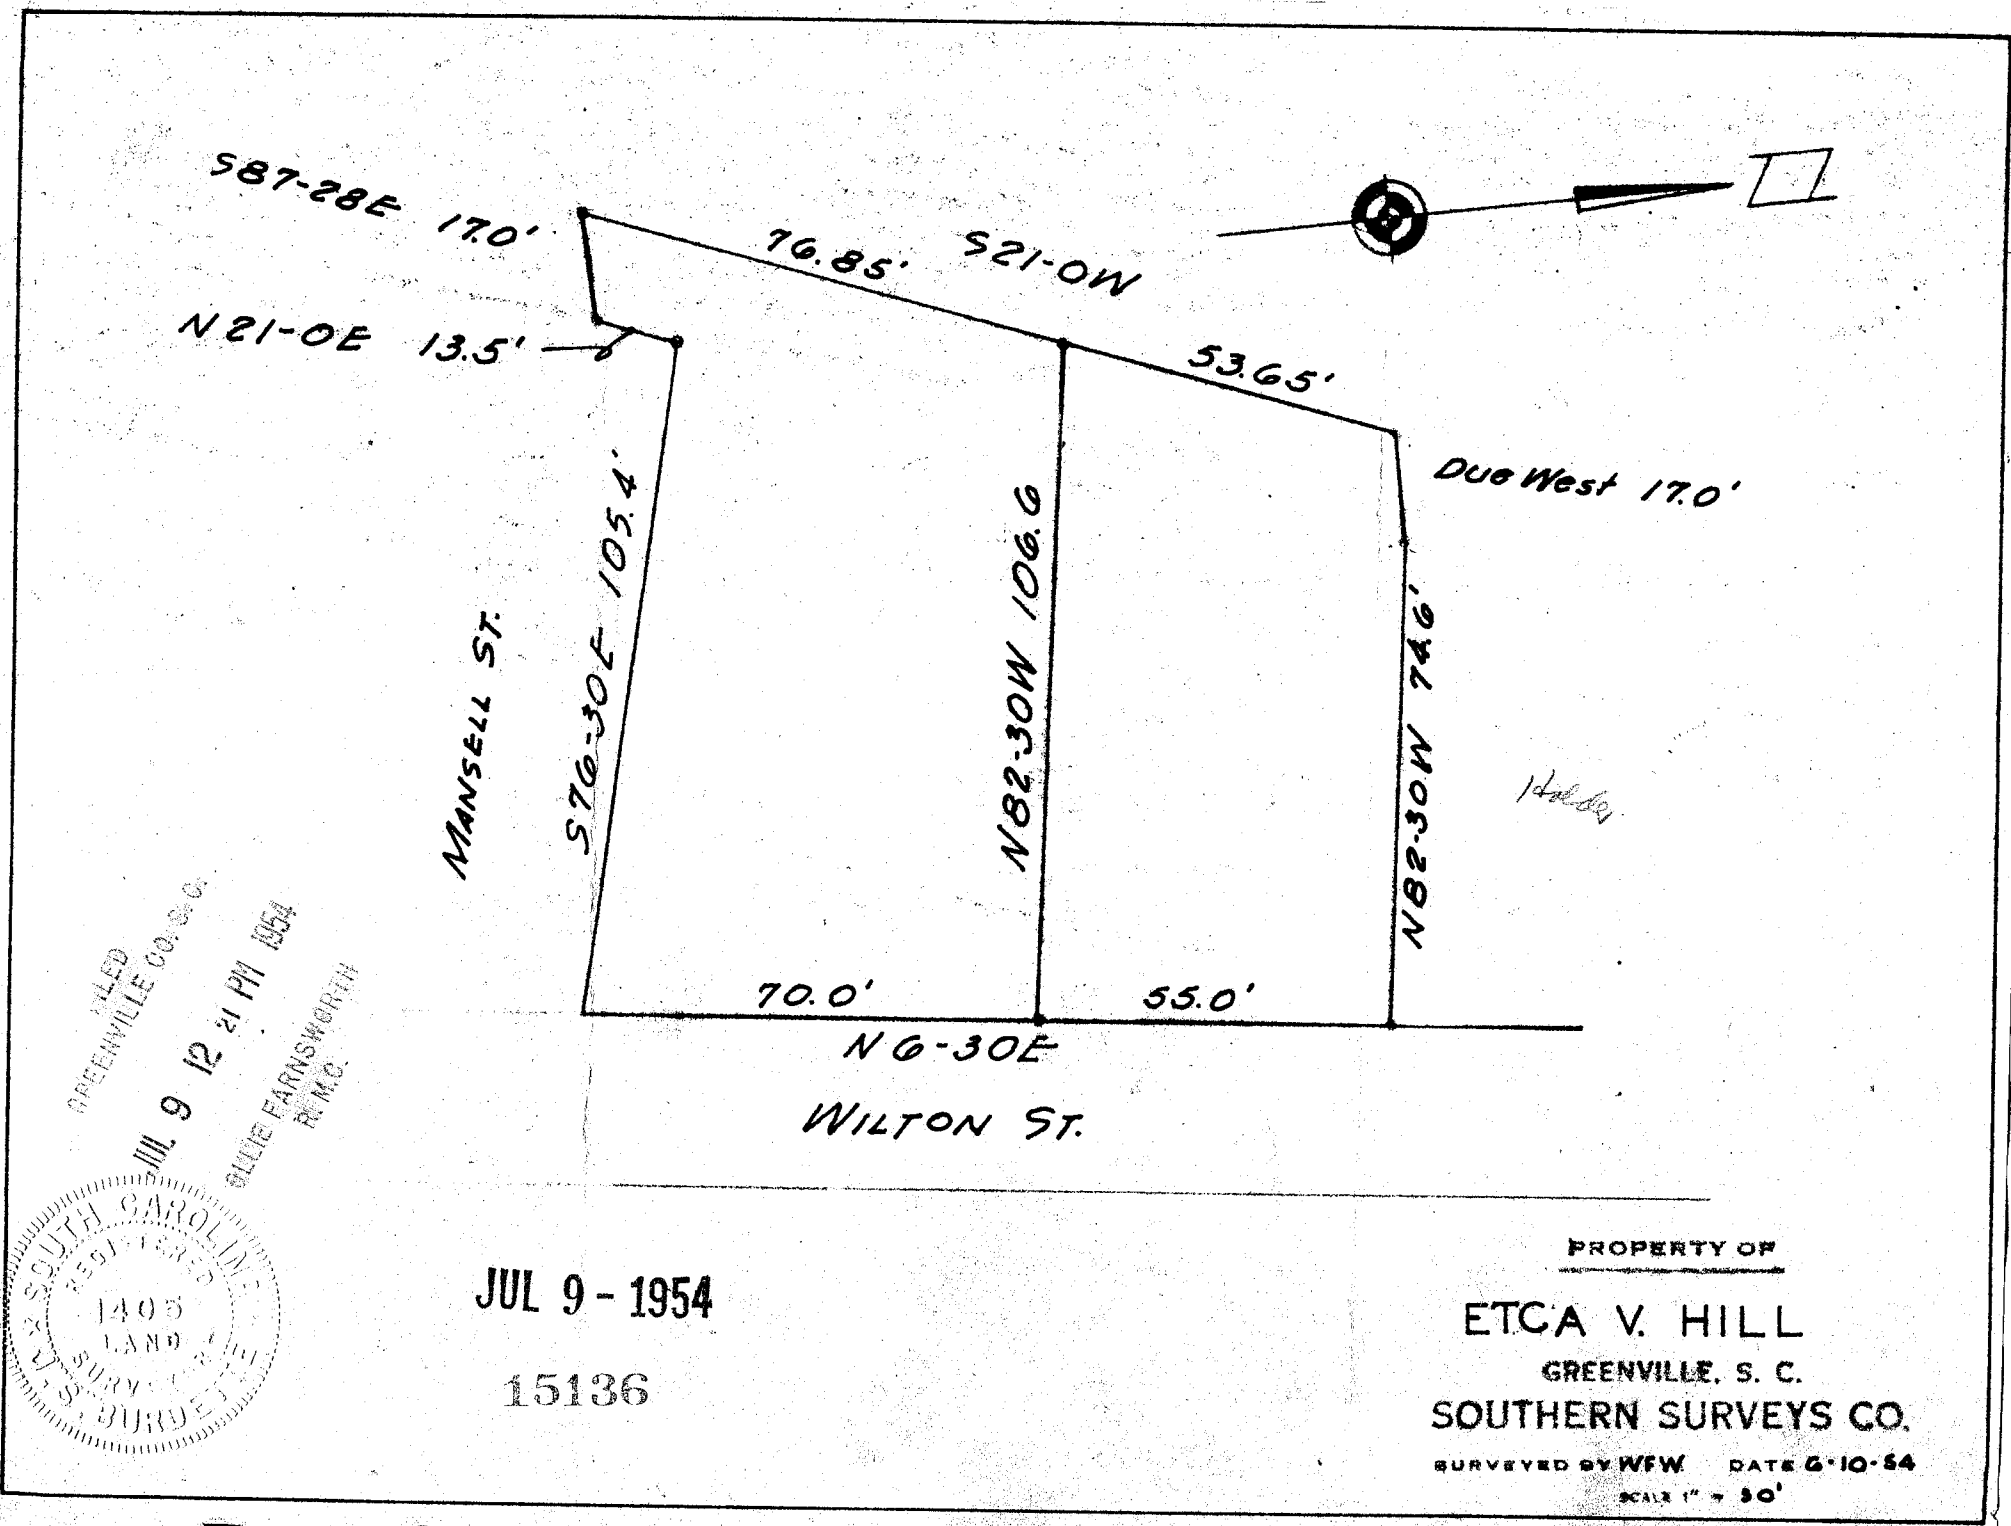 S87-28E 17.0'
76.85' S21-0W
N21-0E 13.5'
53.65'
Due West 17.0'
MANSELL ST.
S76-30E 105.4'
N82-30W 106.6
N82-30W 74.6'
Holder
70.0'
55.0'
N6-30E
WILTON ST.
GREENVILLE CO. S. C.
JUL 9 12 21 PM 1954
OLLIE FARNSWORTH
R. M. C.
SOUTH CAROLINA
REGISTERED
1405
LAND
JUL 9 - 1954
15136
PROPERTY OF
ETCA V. HILL
GREENVILLE, S. C.
SOUTHERN SURVEYS CO.
SURVEYED BY WFW DATE 6-10-54
SCALE 1" = 30'